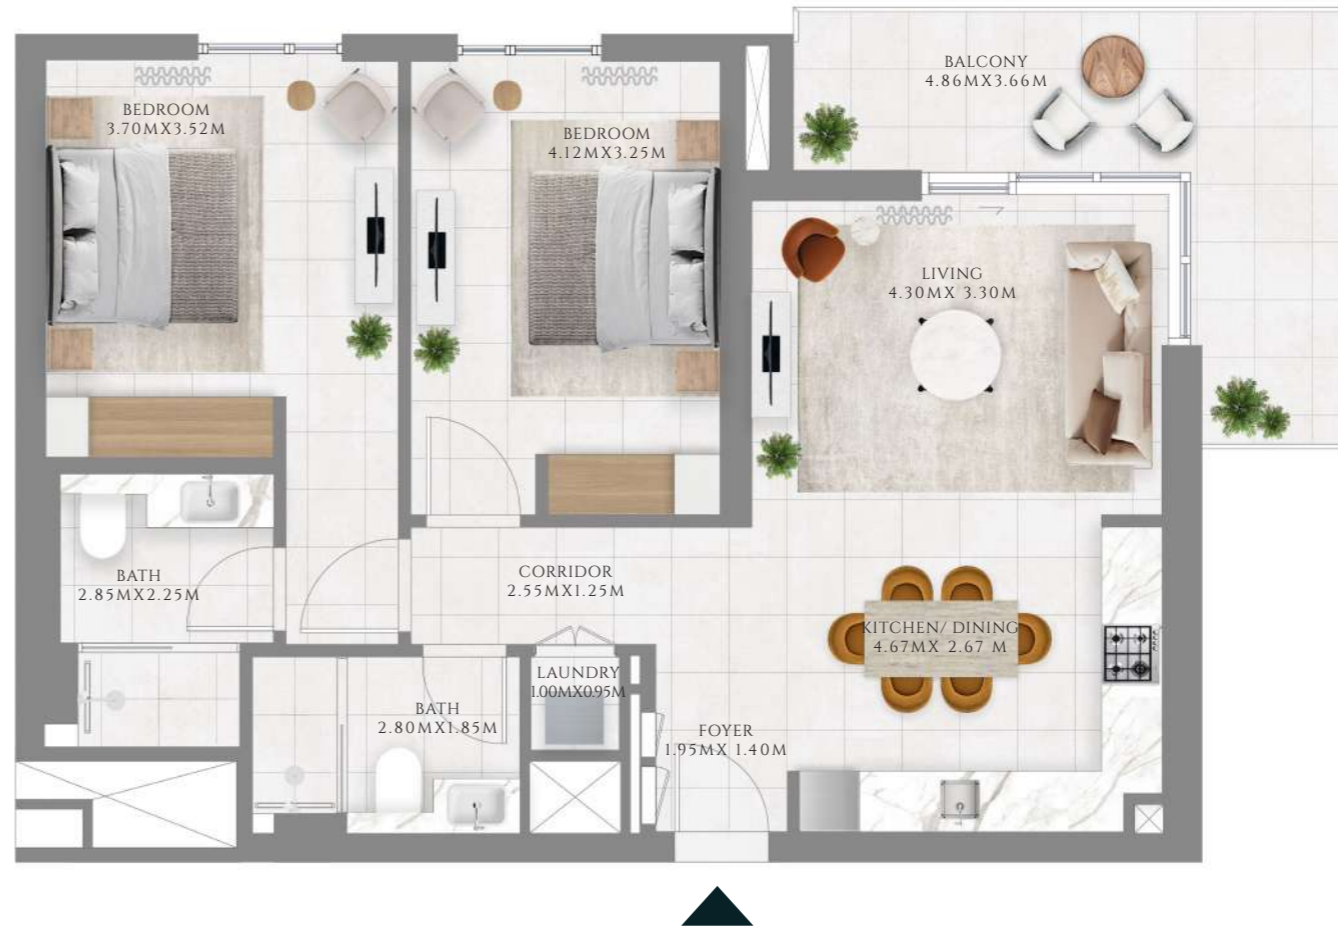 BALCONY
4.86MX3.66M
BEDROOM
3.70MX3.52M
BEDROOM
4.12MX3.25M
LIVING
4.30MX 3.30M
BATH
2.85MX2.25M
CORRIDOR
2.55MX1.25M
KITCHEN/ DINING
4.67MX 2.67 M
LAUNDRY
1.00MX0.95M
BATH
2.80MX1.85M
FOYER
1.95MX 1.40M